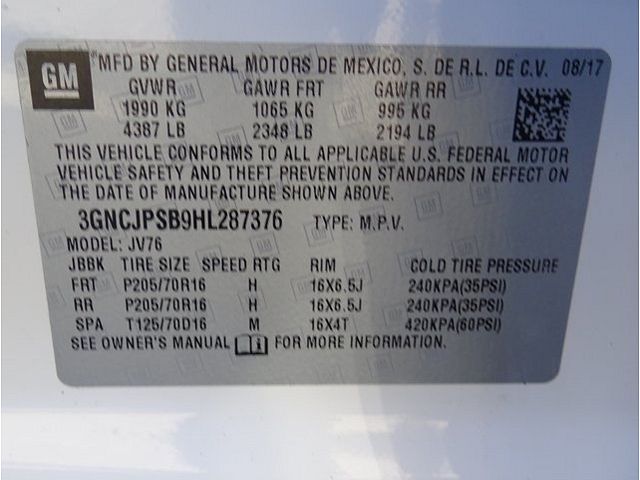 GM MFD BY GENERAL MOTORS DE MEXICO, S. DE R.L. DE C.V. 08/17
GVWR GAWR FRT GAWR RR
1990 KG 1065 KG 995 KG
4387 LB 2348 LB 2194 LB
THIS VEHICLE CONFORMS TO ALL APPLICABLE U.S. FEDERAL MOTOR
VEHICLE SAFETY AND THEFT PREVENTION STANDARDS IN EFFECT ON
THE DATE OF MANUFACTURE SHOWN ABOVE.
3GNCJPSB9HL287376 TYPE: M.P.V.
MODEL: JV76
JBBK TIRE SIZE SPEED RTG RIM COLD TIRE PRESSURE
FRT P205/70R16 H 16X6.5J 240KPA(35PSI)
RR P205/70R16 H 16X6.5J 240KPA(35PSI)
SPA T125/70D16 M 16X4T 420KPA(60PSI)
SEE OWNER'S MANUAL FOR MORE INFORMATION.